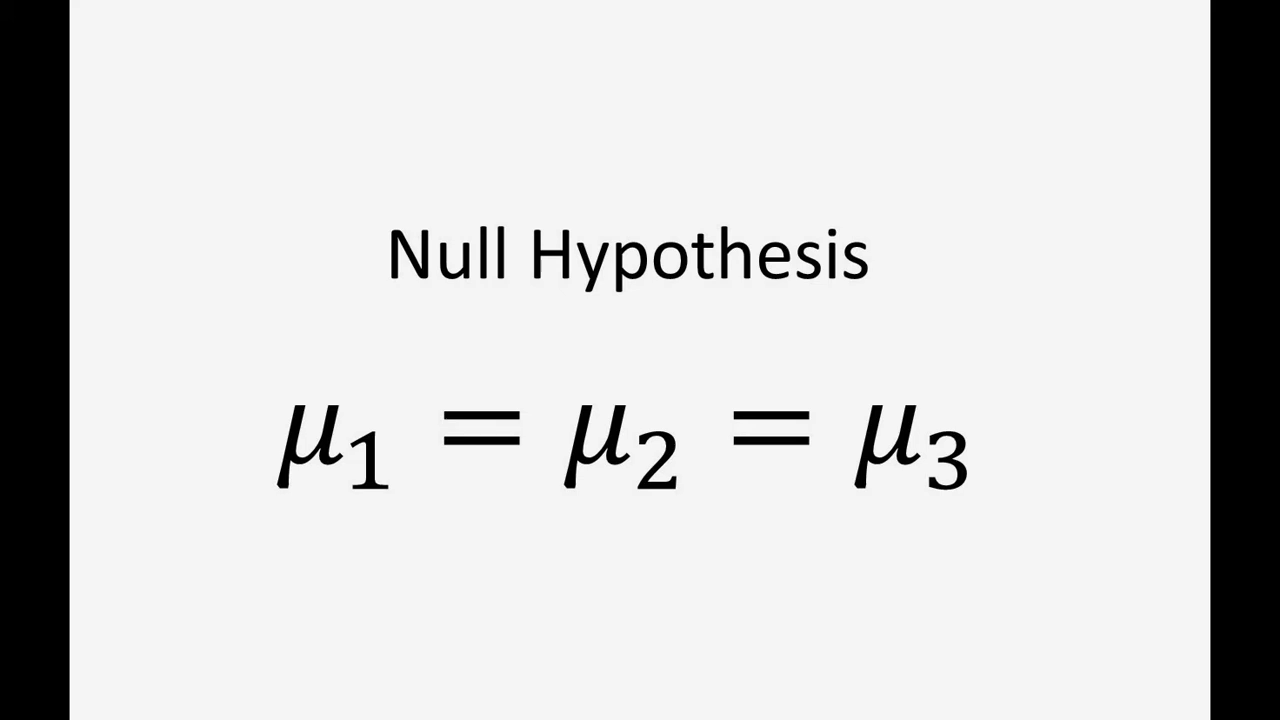 Null Hypothesis
μ₁ = μ₂ = μ₃